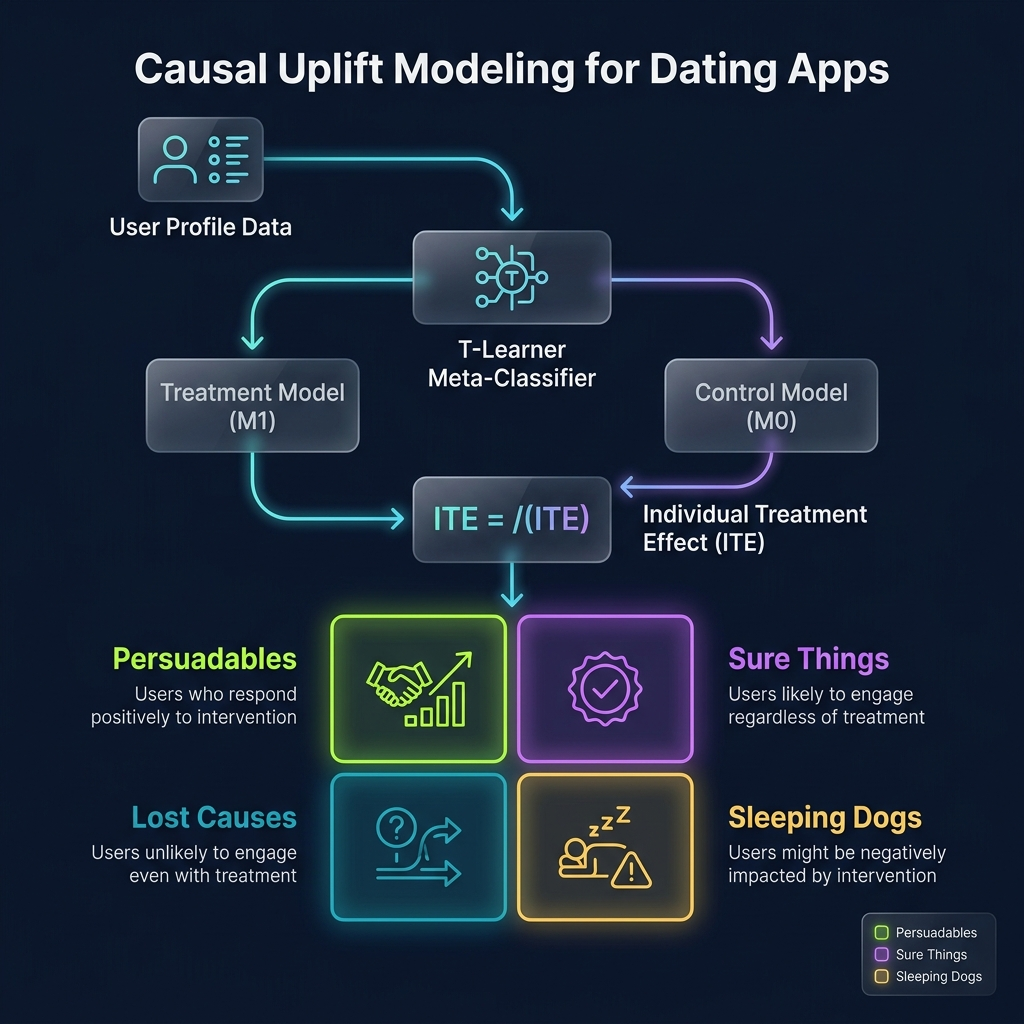 Causal Uplift Modeling for Dating Apps
User Profile Data
T
T-Learner
Meta-Classifier
Treatment Model
(M1)
Control Model
(M0)
ITE = /(ITE)
Individual Treatment
Effect (ITE)
Persuadables
Users who respond
positively to intervention
Sure Things
Users likely to engage
regardless of treatment
Lost Causes
Users unlikely to engage
even with treatment
?
z z Z Z
!
Sleeping Dogs
Users might be negatively
impacted by intervention
Persuadables
Sure Things
Sleeping Dogs